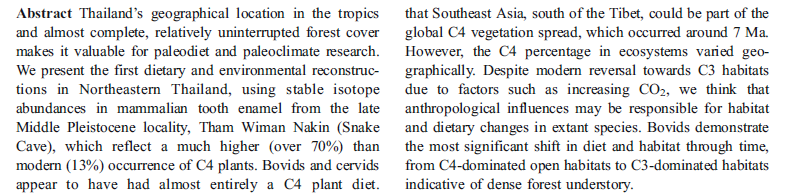 Abstract Thailand's geographical location in the tropics
and almost complete, relatively uninterrupted forest cover
makes it valuable for paleodiet and paleoclimate research.
We present the first dietary and environmental reconstruc-
tions in Northeastern Thailand, using stable isotope
abundances in mammalian tooth enamel from the late
Middle Pleistocene locality, Tham Wiman Nakin (Snake
Cave), which reflect a much higher (over 70%) than
modern (13%) occurrence of C4 plants. Bovids and cervids
appear to have had almost entirely a C4 plant diet.
that Southeast Asia, south of the Tibet, could be part of the
global C4 vegetation spread, which occurred around 7 Ma.
However, the C4 percentage in ecosystems varied geo-
graphically. Despite modern reversal towards C3 habitats
due to factors such as increasing CO₂, we think that
anthropological influences may be responsible for habitat
and dietary changes in extant species. Bovids demonstrate
the most significant shift in diet and habitat through time,
from C4-dominated open habitats to C3-dominated habitats
indicative of dense forest understory.